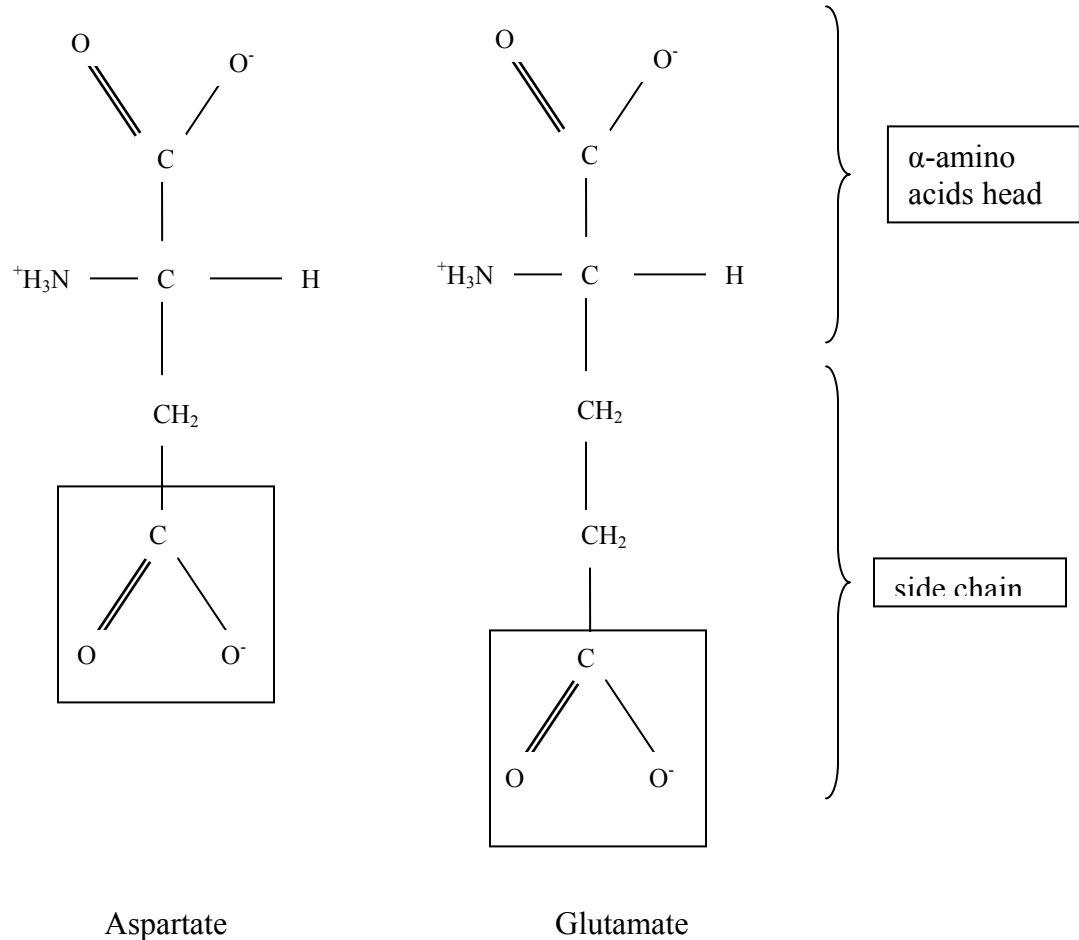 O O⁻ O O⁻
C C
α-amino
acids head
⁺H₃N C H ⁺H₃N C H
CH₂ CH₂
C CH₂
side chain
O O⁻ C
O O⁻
Aspartate Glutamate